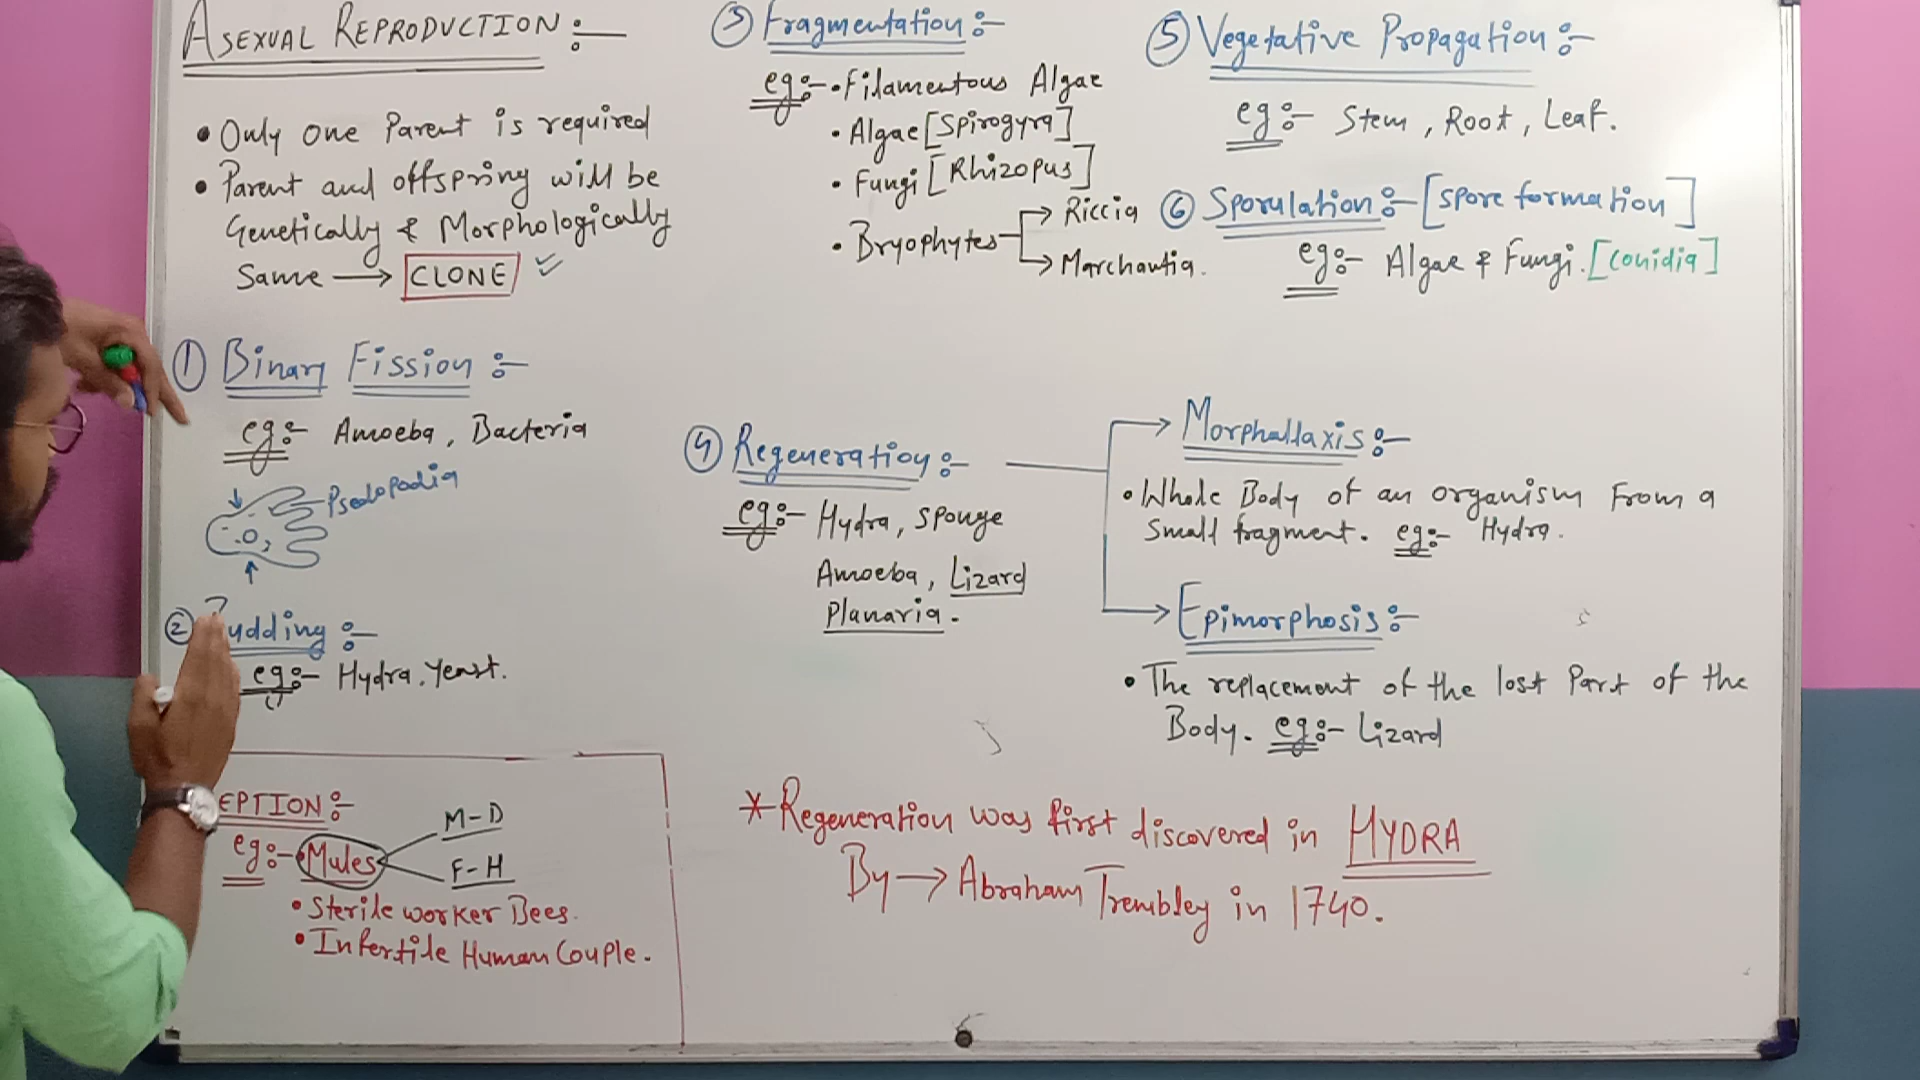 ASEXUAL REPRODUCTION :-
• Only one Parent is required
• Parent and offspring will be
Genetically & Morphologically
Same → CLONE
① Binary Fission :-
eg:- Amoeba, Bacteria
Psedopodia
② udding :-
eg:- Hydra, Yeast.
EPTION :-
eg:- • Mules
M-D
F-H
• Sterile worker Bees.
• Infertile Human Couple.
③ Fragmentation :-
eg:- • Filamentous Algae
• Algae [Spirogyra]
• Fungi [Rhizopus]
• Bryophytes → Riccia
→ Marchantia.
④ Regeneration :-
eg:- Hydra, Sponge
Amoeba, Lizard
Planaria.
⑤ Vegetative Propagation :-
eg:- Stem, Root, Leaf.
⑥ Sporulation :- [Spore formation]
eg:- Algae & Fungi. [Conidia]
Morphallaxis :-
• Whole Body of an organism From a
Small fragment. eg:- Hydra.
Epimorphosis :-
• The replacement of the lost Part of the
Body. eg:- Lizard
* Regeneration was first discovered in HYDRA
By → Abraham Trembley in 1740.